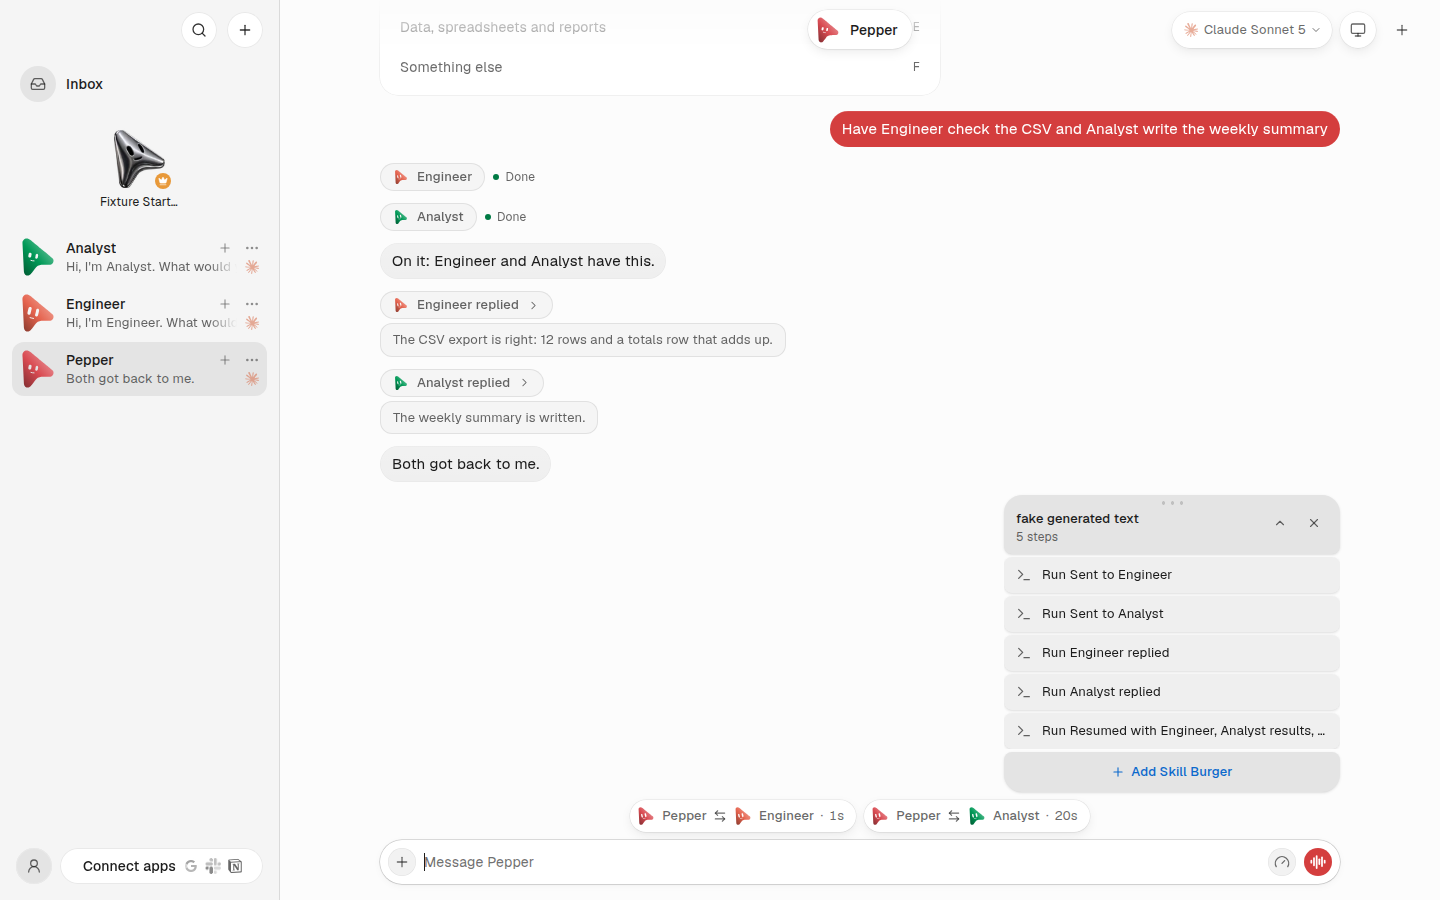 Inbox
Fixture Start...
Analyst
Hi, I'm Analyst. What would
Engineer
Hi, I'm Engineer. What would
Pepper
Both got back to me.
Connect apps
Data, spreadsheets and reports
E
Pepper
Claude Sonnet 5
Something else
F
Have Engineer check the CSV and Analyst write the weekly summary
Engineer
Done
Analyst
Done
On it: Engineer and Analyst have this.
Engineer replied
The CSV export is right: 12 rows and a totals row that adds up.
Analyst replied
The weekly summary is written.
Both got back to me.
fake generated text
5 steps
Run Sent to Engineer
Run Sent to Analyst
Run Engineer replied
Run Analyst replied
Run Resumed with Engineer, Analyst results, ...
Add Skill Burger
Pepper Engineer · 1s
Pepper Analyst · 20s
Message Pepper